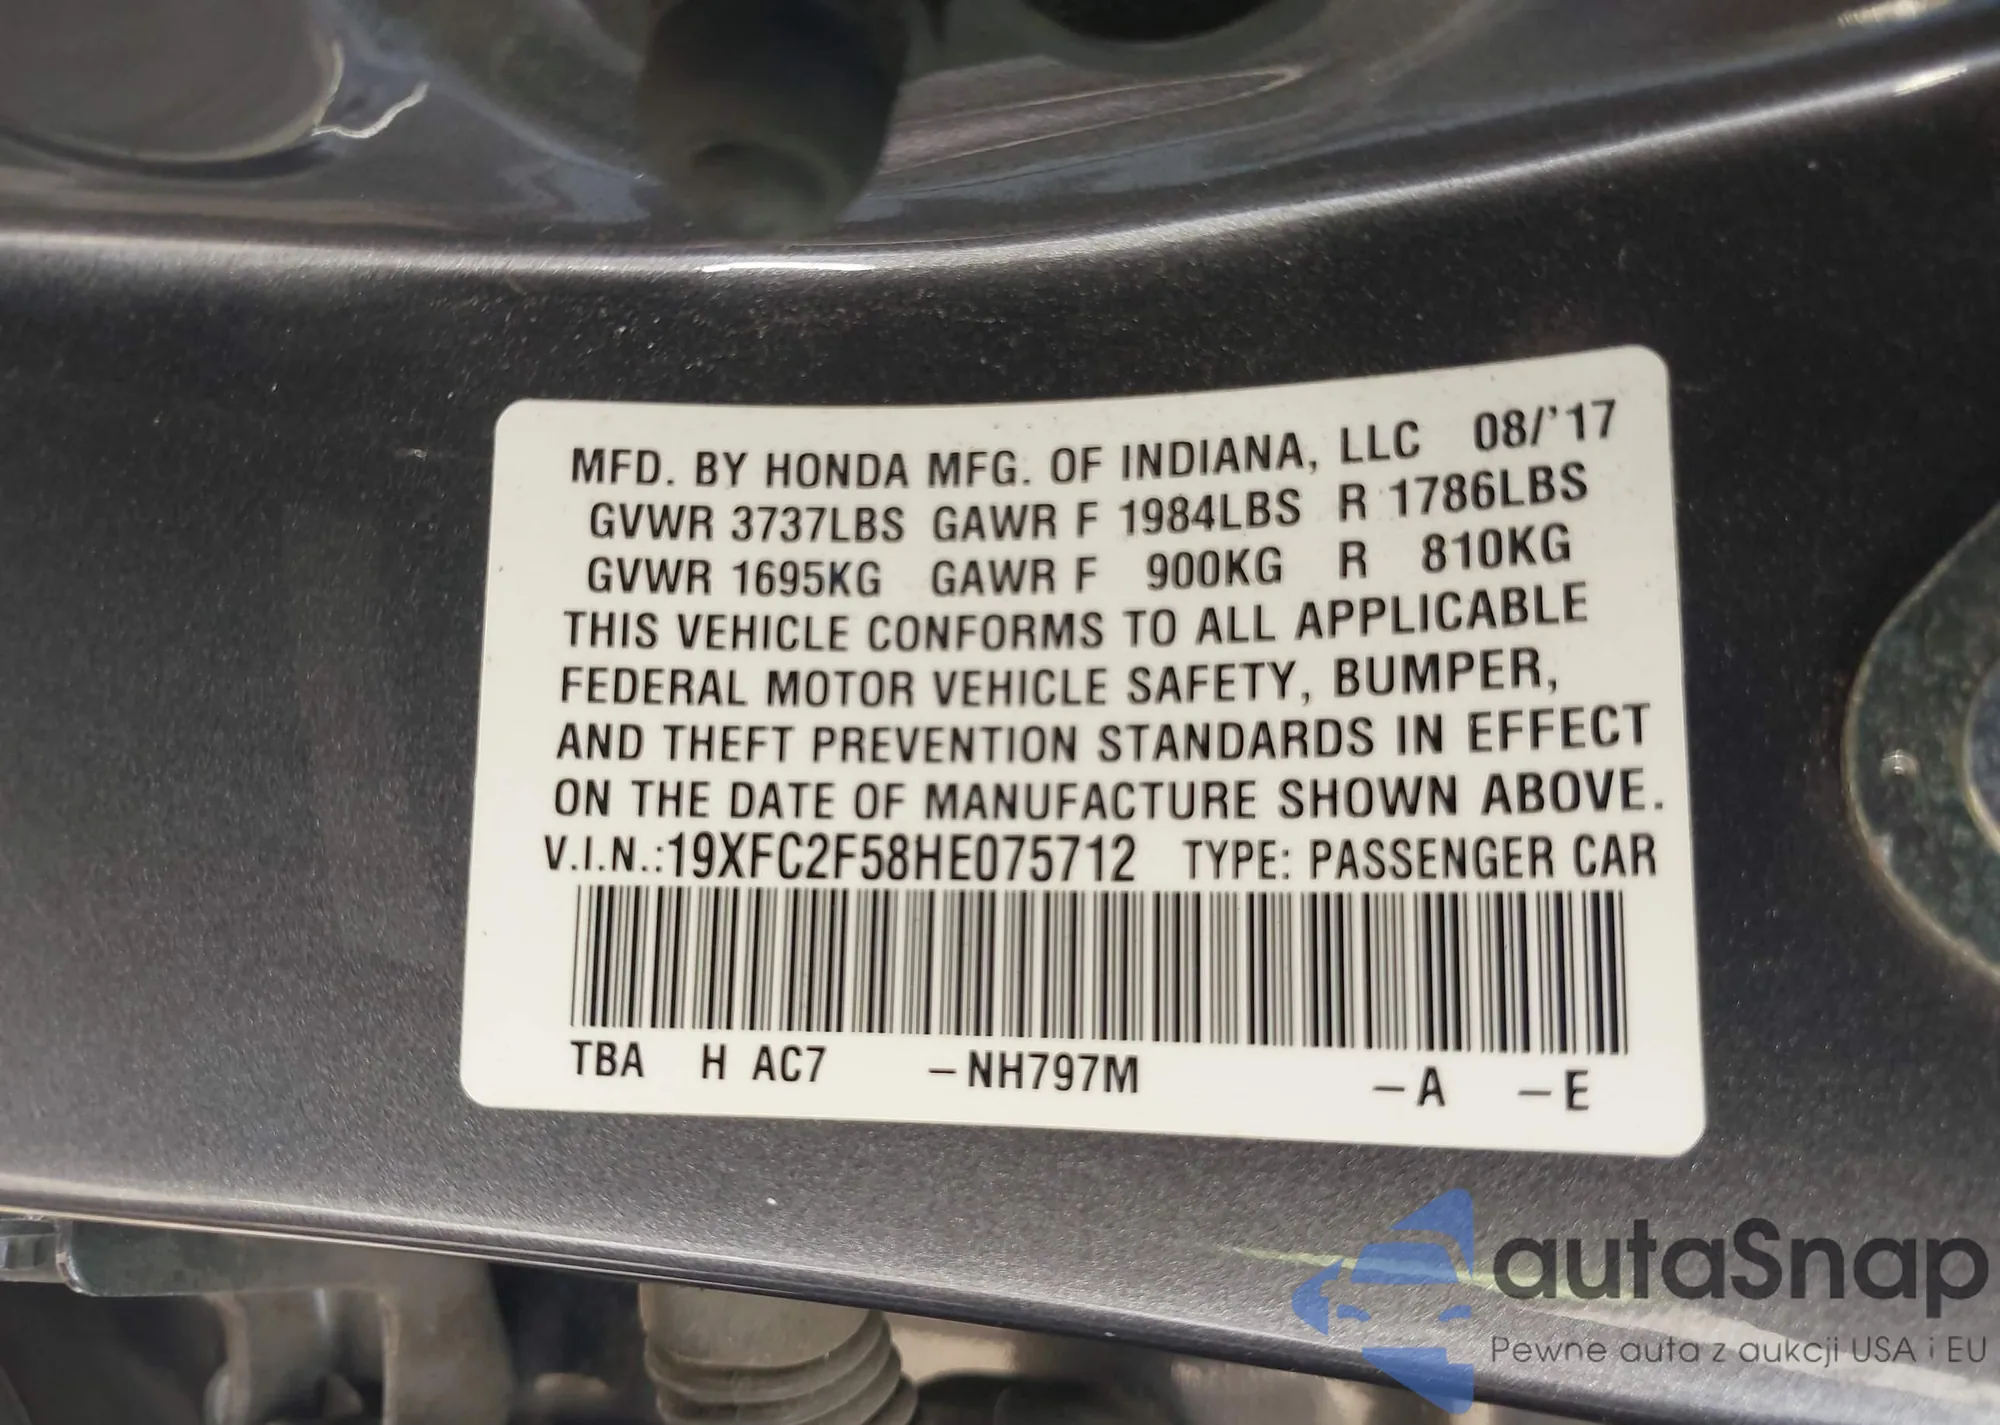 MFD. BY HONDA MFG. OF INDIANA, LLC 08/'17
GVWR 3737LBS GAWR F 1984LBS R 1786LBS
GVWR 1695KG GAWR F 900KG R 810KG
THIS VEHICLE CONFORMS TO ALL APPLICABLE
FEDERAL MOTOR VEHICLE SAFETY, BUMPER,
AND THEFT PREVENTION STANDARDS IN EFFECT
ON THE DATE OF MANUFACTURE SHOWN ABOVE.
V.I.N.:19XFC2F58HE075712 TYPE: PASSENGER CAR
TBA H AC7 –NH797M –A –E
autaSnap
Pewne auta z aukcji USA i EU